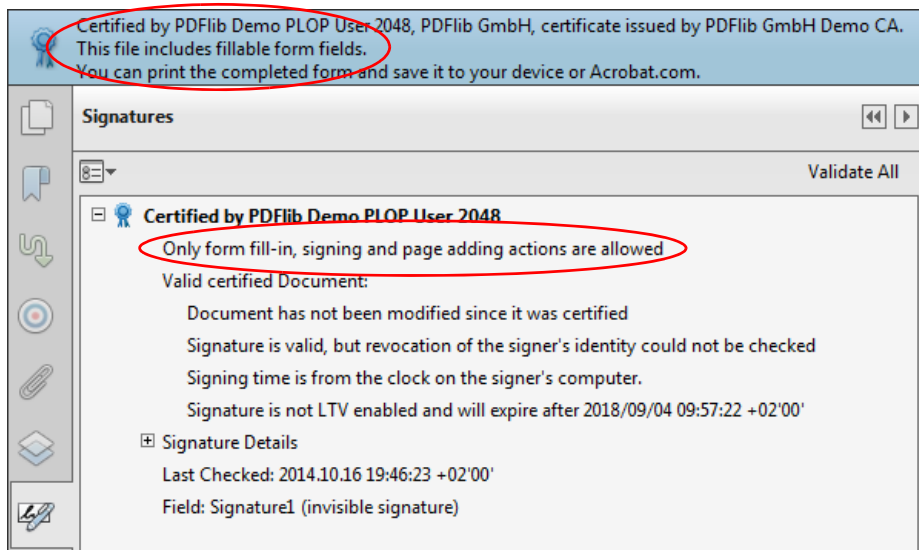 Certified by PDFlib Demo PLOP User 2048, PDFlib GmbH, certificate issued by PDFlib GmbH Demo CA.
This file includes fillable form fields.
You can print the completed form and save it to your device or Acrobat.com.
Signatures
Validate All
Certified by PDFlib Demo PLOP User 2048
Only form fill-in, signing and page adding actions are allowed
Valid certified Document:
Document has not been modified since it was certified
Signature is valid, but revocation of the signer's identity could not be checked
Signing time is from the clock on the signer's computer.
Signature is not LTV enabled and will expire after 2018/09/04 09:57:22 +02'00'
Signature Details
Last Checked: 2014.10.16 19:46:23 +02'00'
Field: Signature1 (invisible signature)